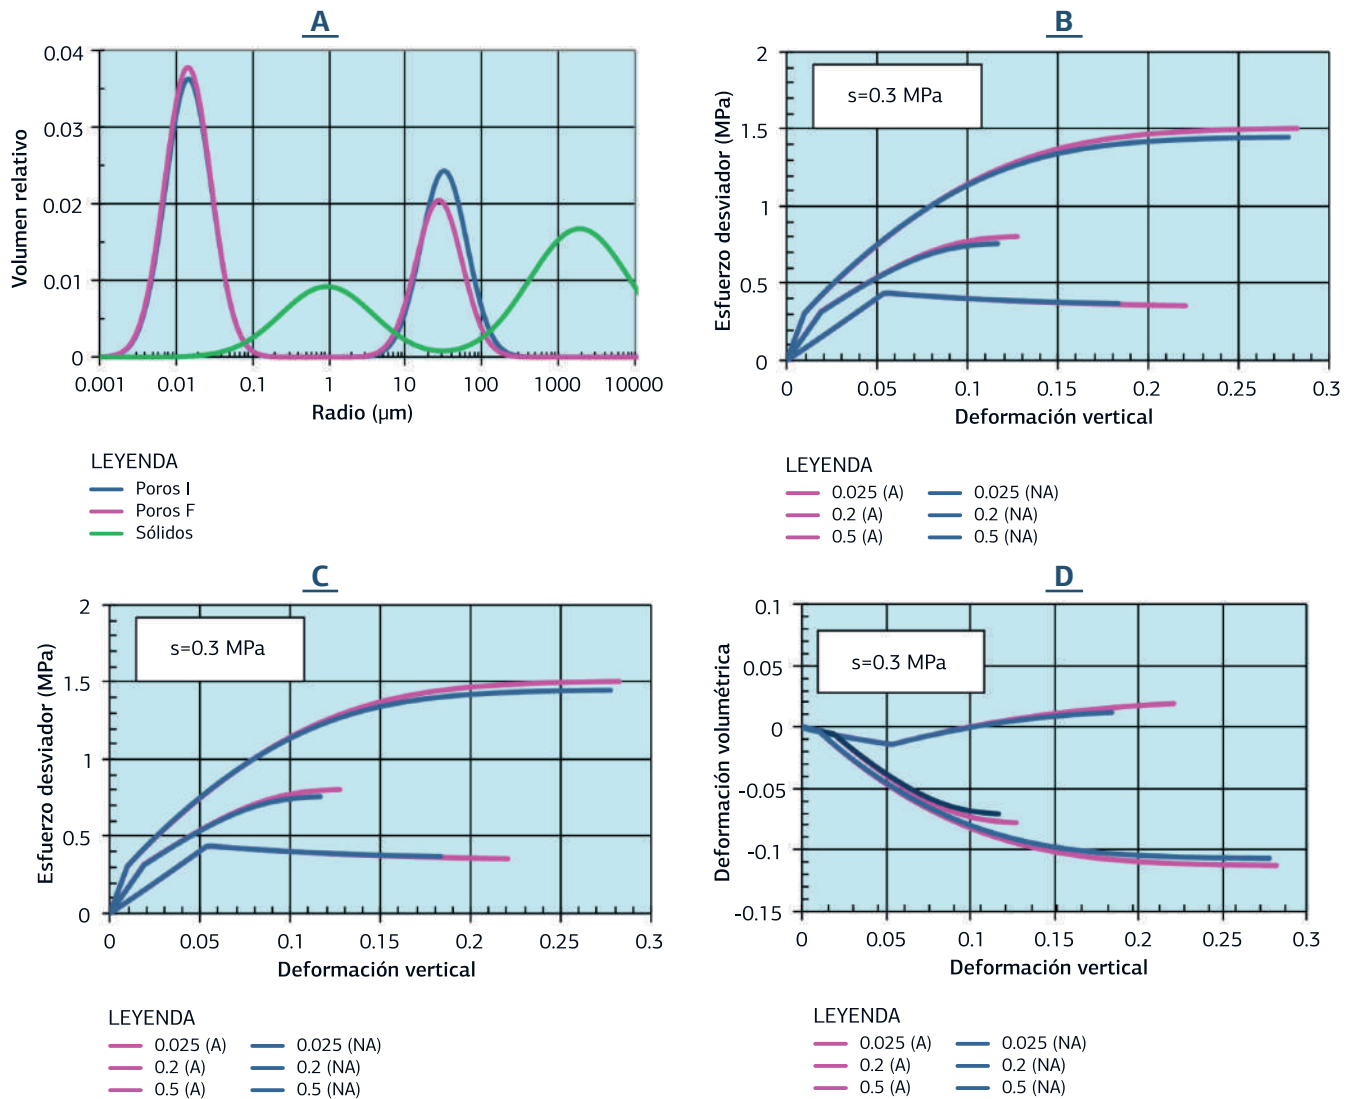 A
Volumen relativo
0.04
0.03
0.02
0.01
0
0.001 0.01 0.1 1 10 100 1000 10000
Radio (µm)
LEYENDA
Poros I
Poros F
Sólidos
B
Esfuerzo desviador (MPa)
s=0.3 MPa
2
1.5
1
0.5
0
0 0.05 0.1 0.15 0.2 0.25 0.3
Deformación vertical
LEYENDA
0.025 (A) 0.025 (NA)
0.2 (A) 0.2 (NA)
0.5 (A) 0.5 (NA)
C
Esfuerzo desviador (MPa)
s=0.3 MPa
2
1.5
1
0.5
0
0 0.05 0.1 0.15 0.2 0.25 0.3
Deformación vertical
LEYENDA
0.025 (A) 0.025 (NA)
0.2 (A) 0.2 (NA)
0.5 (A) 0.5 (NA)
D
Deformación volumétrica
s=0.3 MPa
0.1
0.05
0
-0.05
-0.1
-0.15
0 0.05 0.1 0.15 0.2 0.25 0.3
Deformación vertical
LEYENDA
0.025 (A) 0.025 (NA)
0.2 (A) 0.2 (NA)
0.5 (A) 0.5 (NA)